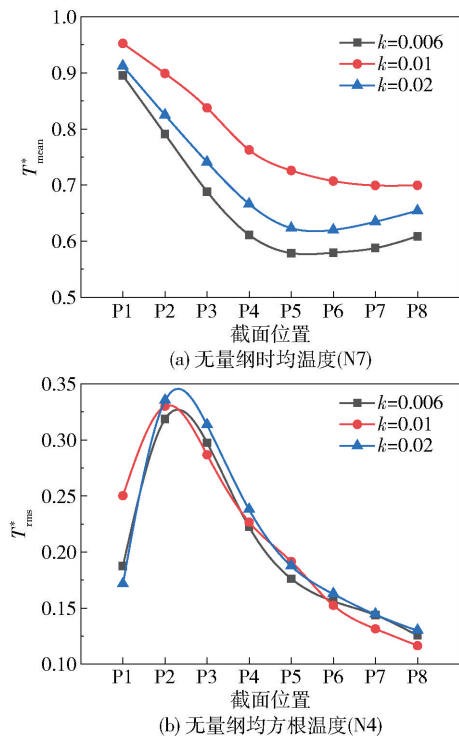 1.0
0.9
0.8
0.7
0.6
0.5
T*mean
k=0.006
k=0.01
k=0.02
P1 P2 P3 P4 P5 P6 P7 P8
截面位置
(a) 无量纲时均温度(N7)
0.35
0.30
0.25
0.20
0.15
0.10
T*rms
k=0.006
k=0.01
k=0.02
P1 P2 P3 P4 P5 P6 P7 P8
截面位置
(b) 无量纲均方根温度(N4)